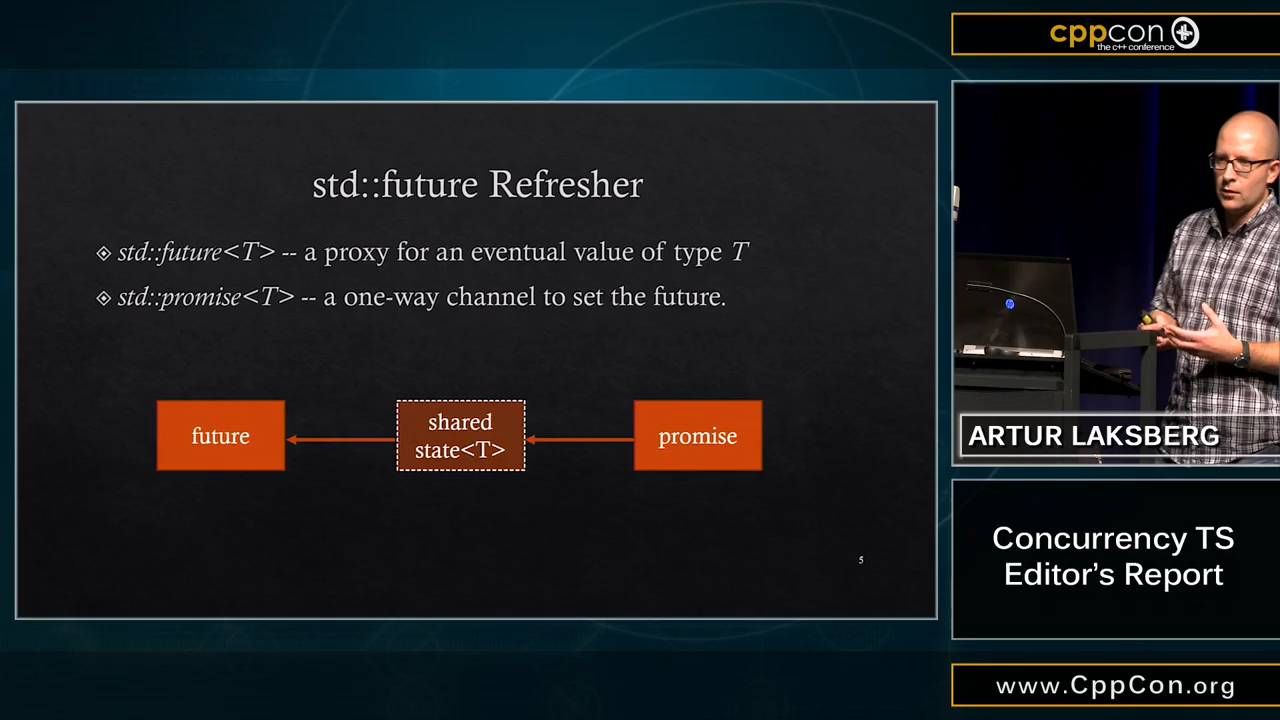 cppcon
the c++ conference
std::future Refresher
std::future<T> -- a proxy for an eventual value of type T
std::promise<T> -- a one-way channel to set the future.
future
shared
state<T>
promise
5
ARTUR LAKSBERG
Concurrency TS
Editor's Report
www.CppCon.org